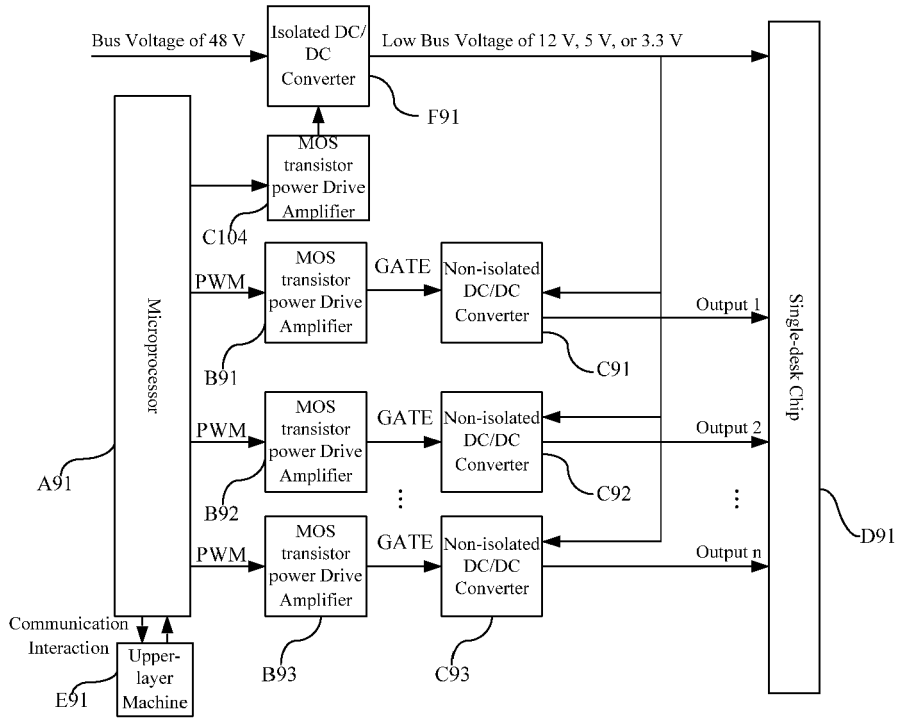 Bus Voltage of 48 V
Isolated DC/
DC
Converter
Low Bus Voltage of 12 V, 5 V, or 3.3 V
F91
MOS
transistor
power Drive
Amplifier
C104
Microprocessor
PWM
MOS
transistor
power Drive
Amplifier
B91
GATE
Non-isolated
DC/DC
Converter
C91
Output 1
Single-desk Chip
PWM
MOS
transistor
power Drive
Amplifier
B92
GATE
Non-isolated
DC/DC
Converter
C92
Output 2
A91
PWM
MOS
transistor
power Drive
Amplifier
B93
GATE
Non-isolated
DC/DC
Converter
C93
Output n
D91
Communication
Interaction
Upper-
layer
Machine
E91